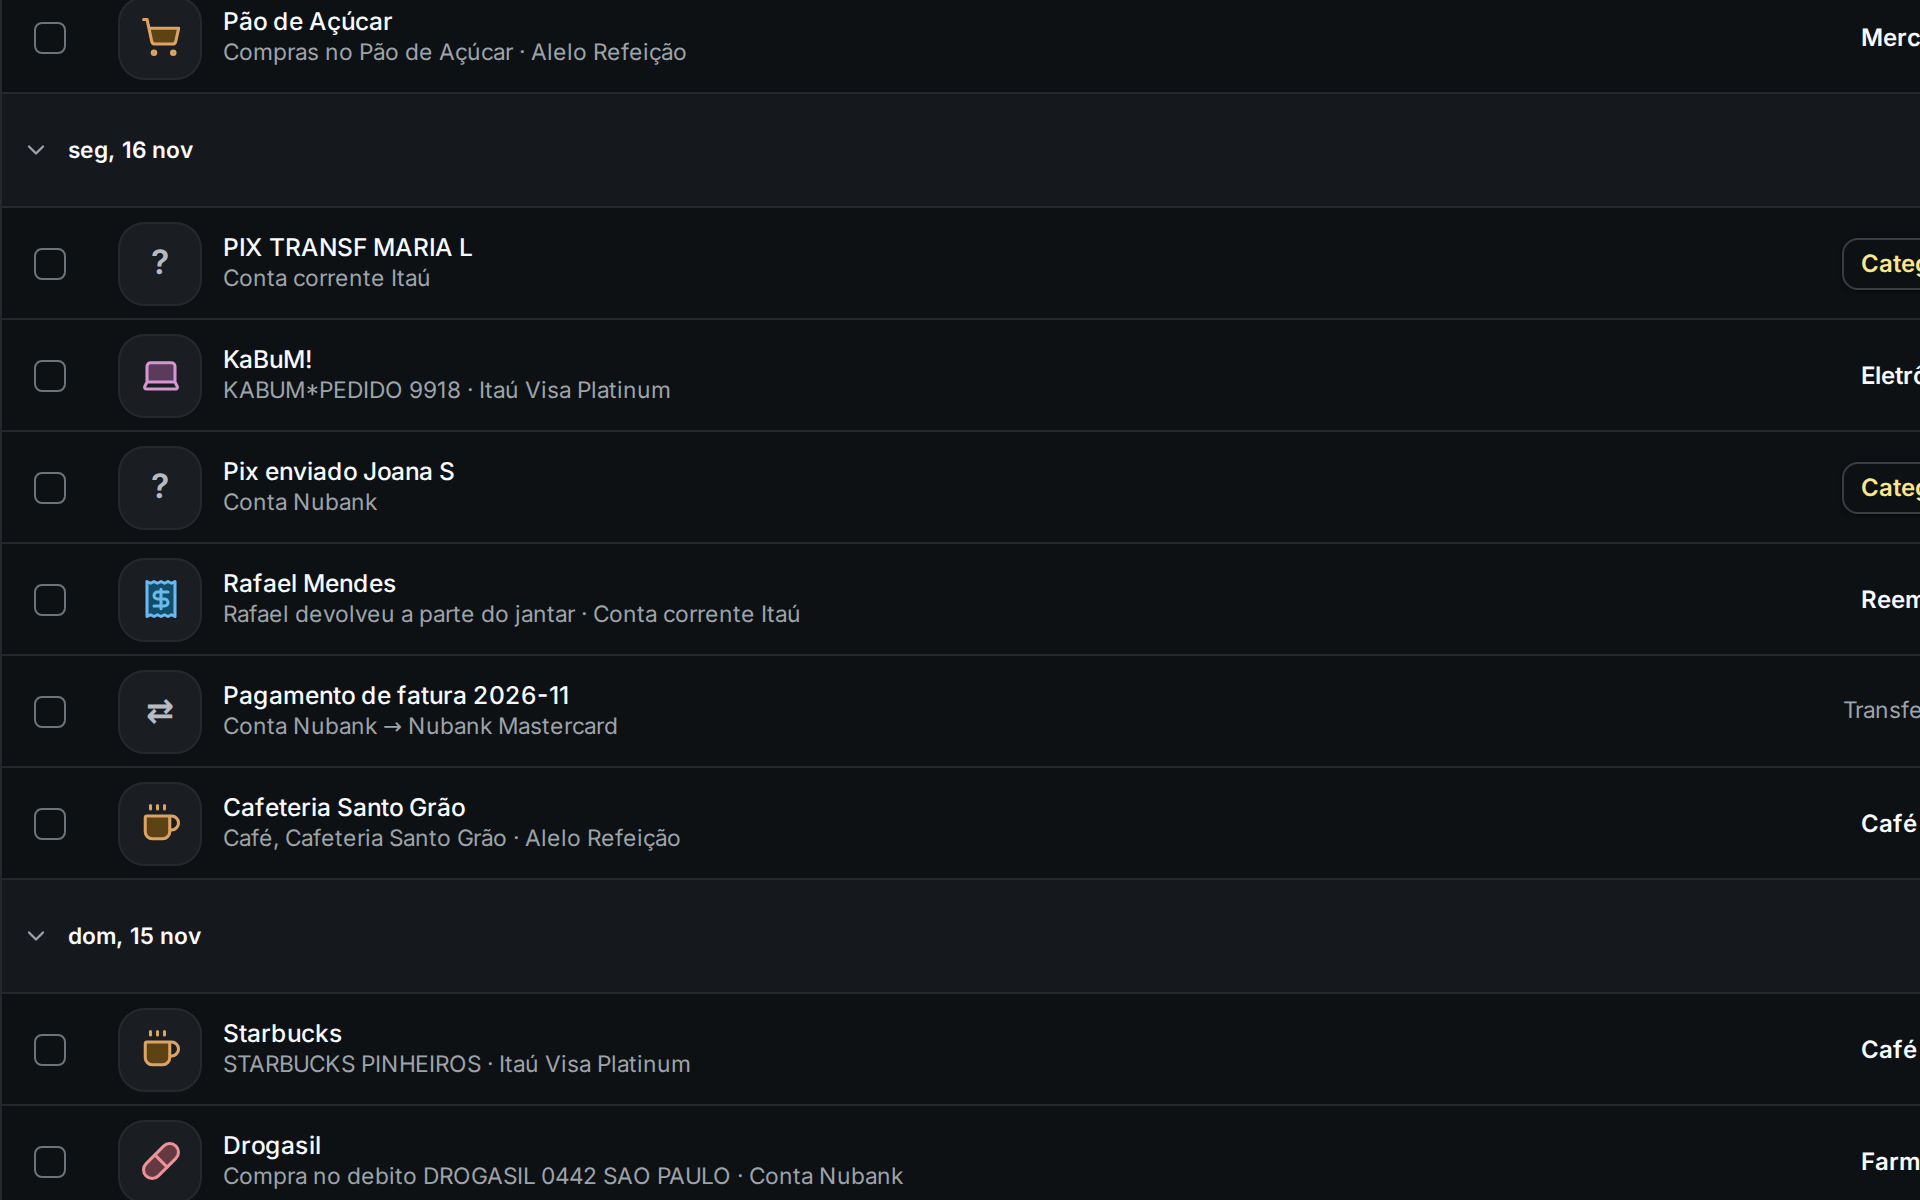 Pão de Açúcar
Compras no Pão de Açúcar · Alelo Refeição
Merc
seg, 16 nov
?
PIX TRANSF MARIA L
Conta corrente Itaú
Categ
KaBuM!
KABUM*PEDIDO 9918 · Itaú Visa Platinum
Eletrô
?
Pix enviado Joana S
Conta Nubank
Categ
Rafael Mendes
Rafael devolveu a parte do jantar · Conta corrente Itaú
Reem
Pagamento de fatura 2026-11
Conta Nubank → Nubank Mastercard
Transfe
Cafeteria Santo Grão
Café, Cafeteria Santo Grão · Alelo Refeição
Café
dom, 15 nov
Starbucks
STARBUCKS PINHEIROS · Itaú Visa Platinum
Café
Drogasil
Compra no debito DROGASIL 0442 SAO PAULO · Conta Nubank
Farm